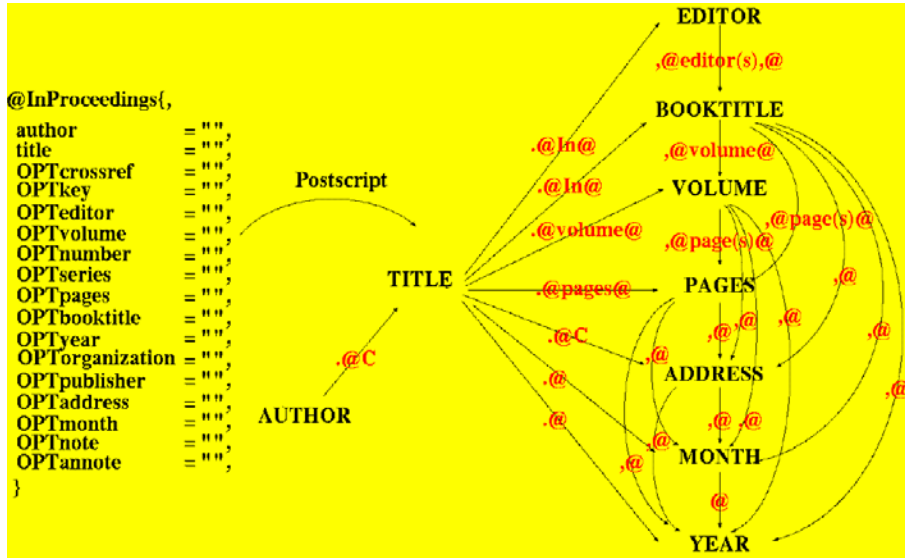 @InProceedings{,
author = "",
title = "",
OPTcrossref = "",
OPTkey = "",
OPTeditor = "",
OPTvolume = "",
OPTnumber = "",
OPTseries = "",
OPTpages = "",
OPTbooktitle = "",
OPTyear = "",
OPTorganization = "",
OPTpublisher = "",
OPTaddress = "",
OPTmonth = "",
OPTnote = "",
OPTannote = "",
}
Postscript
AUTHOR
.@C
TITLE
.@In@
.@In@
.@volume@
.@pages@
.@C
.@
.@
EDITOR
,@editor(s),@
BOOKTITLE
,@volume@
VOLUME
,@page(s)@
,@page(s)@
PAGES
,@
,@
,@
,@
,@
,@
,@
ADDRESS
,@
,@
,@
,@
MONTH
@
YEAR